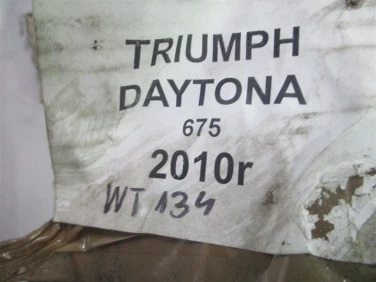 TRIUMPH
DAYTONA
675
2010r
WT 134